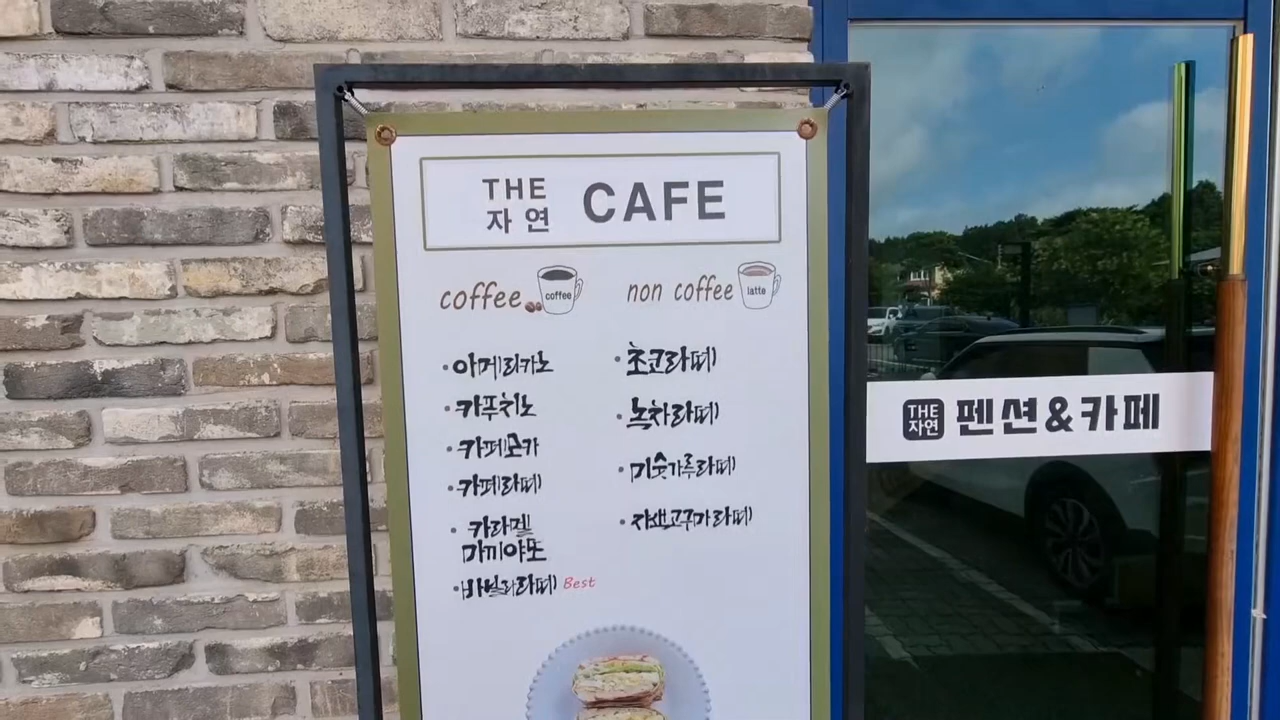 THE
자연 CAFE
coffee coffee
non coffee latte
·아메리카노
·카푸치노
·카페모카
·카페라떼
·카라멜
마끼야또
·바닐라라떼 Best
·초코라떼
·녹차라떼
·미숫가루라떼
·자색고구마라떼
THE
자연 펜션&카페